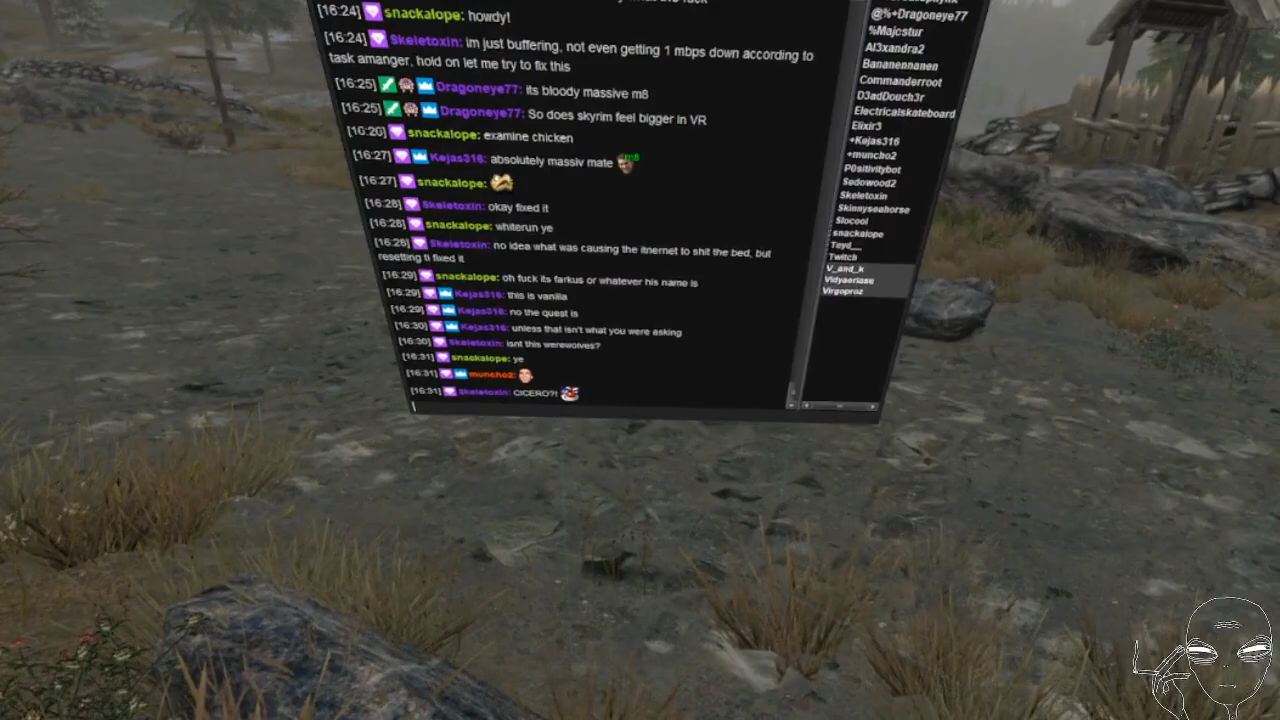 [16:24] snackalope: howdy!
[16:24] Skeletoxin: im just buffering, not even getting 1 mbps down according to
task amanger, hold on let me try to fix this
[16:25] Dragoneye77: its bloody massive m8
[16:25] Dragoneye77: So does skyrim feel bigger in VR
[16:26] snackalope: examine chicken
[16:27] Kejas316: absolutely massiv mate
[16:27] snackalope:
[16:28] Skeletoxin: okay fixed it
[16:28] snackalope: whiterun ye
[16:28] Skeletoxin: no idea what was causing the itnernet to shit the bed, but
resetting ti fixed it
[16:29] snackalope: oh fuck its farkus or whatever his name is
[16:29] Kejas316: this is vanilla
[16:29] Kejas316: no the quest is
[16:30] Kejas316: unless that isn't what you were asking
[16:30] Skeletoxin: isnt this werewolves?
[16:31] snackalope: ye
[16:31] muncho2:
[16:31] Skeletoxin: CICERO?!
@%+Dragoneye77
%Majcstur
Al3xandra2
Bananennanen
Commanderroot
D3adDouch3r
Electricalskateboard
Elixir3
+Kejas316
+muncho2
P0sitivitybot
Sedowood2
Skeletoxin
Skinnyseahorse
Slocool
snackalope
Twitch
V_and_k
Virgoproz